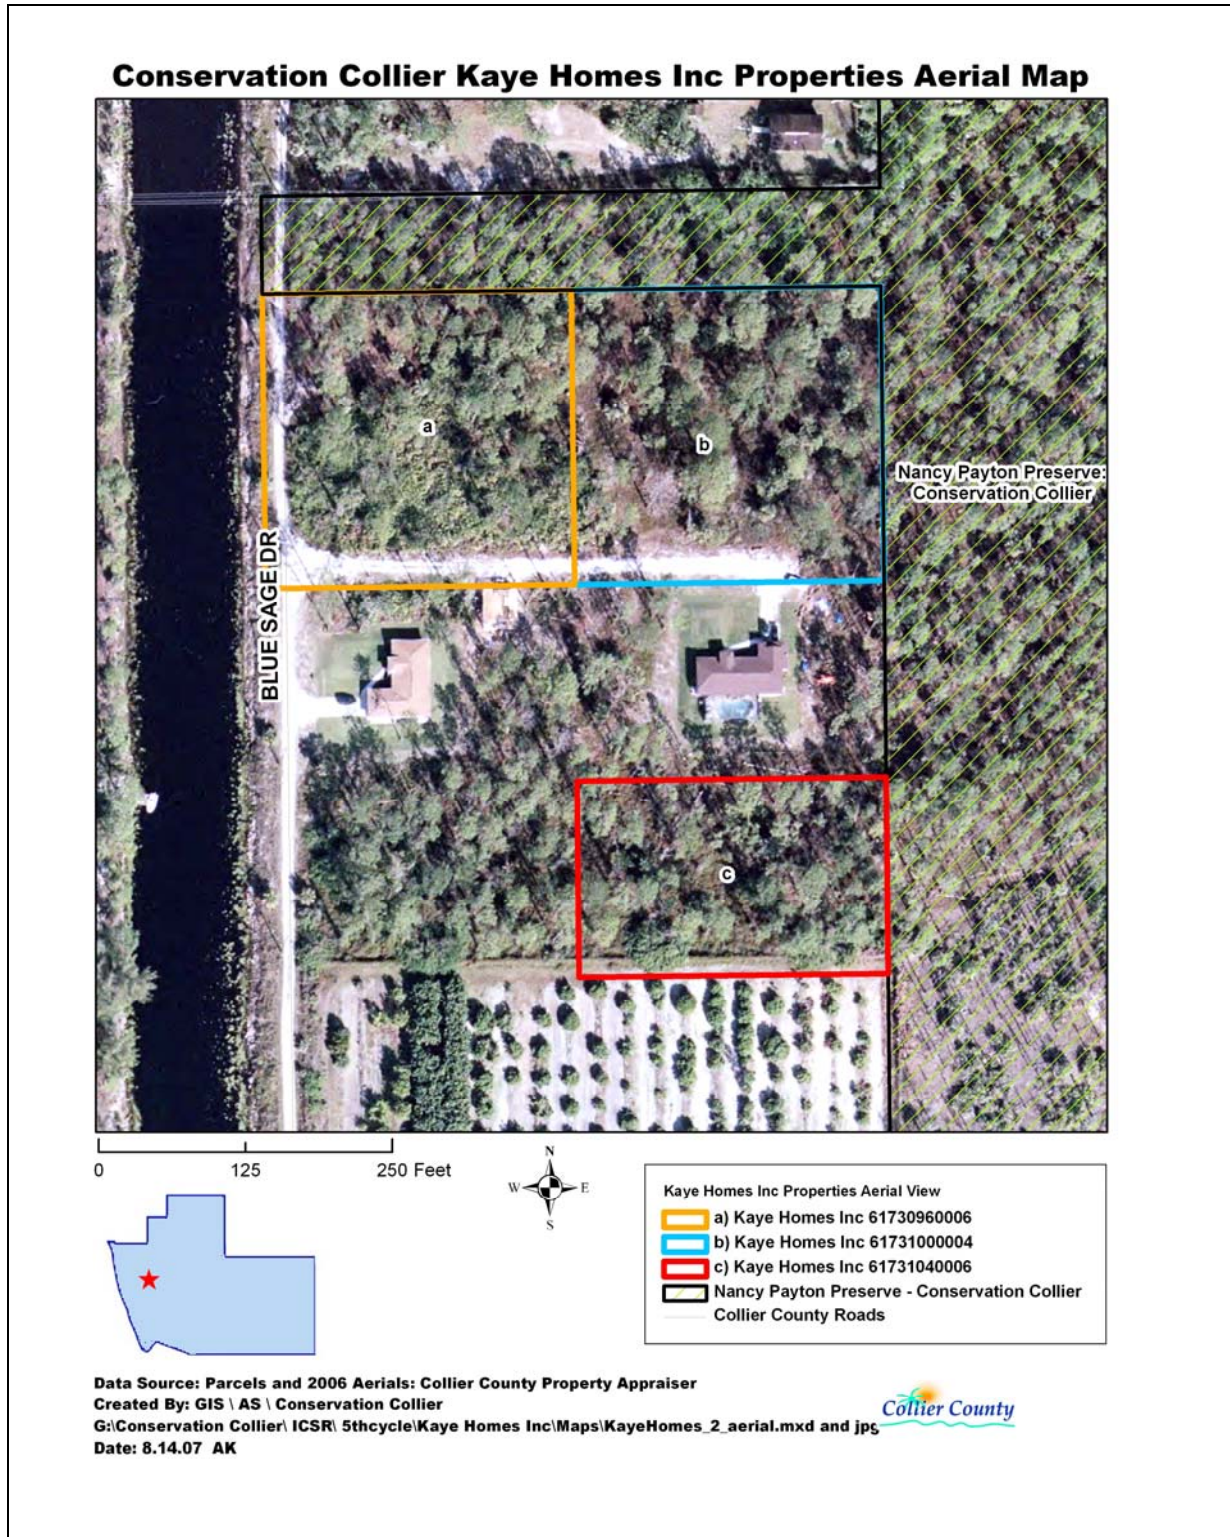 Conservation Collier Kaye Homes Inc Properties Aerial Map
a
b
Nancy Payton Preserve:
Conservation Collier
BLUE SAGE DR
c
0 125 250 Feet
N
W E
S
Kaye Homes Inc Properties Aerial View
a) Kaye Homes Inc 61730960006
b) Kaye Homes Inc 61731000004
c) Kaye Homes Inc 61731040006
Nancy Payton Preserve - Conservation Collier
Collier County Roads
Data Source: Parcels and 2006 Aerials: Collier County Property Appraiser
Created By: GIS \ AS \ Conservation Collier
G:\Conservation Collier\ ICSR\ 5thcycle\Kaye Homes Inc\Maps\KayeHomes_2_aerial.mxd and jpg
Date: 8.14.07 AK
Collier County